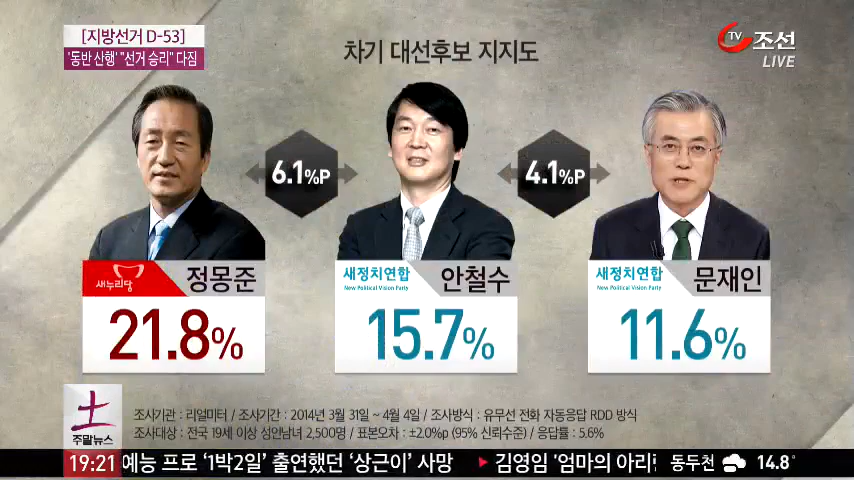 [지방선거 D-53]
'동반 산행' "선거 승리" 다짐
차기 대선후보 지지도
TV조선
LIVE
6.1%P
4.1%P
새누리당 정몽준
21.8%
새정치연합 안철수
New Political Vision Party
15.7%
새정치연합 문재인
New Political Vision Party
11.6%
土
주말뉴스
조사기관 : 리얼미터 / 조사기간 : 2014년 3월 31일 ~ 4월 4일 / 조사방식 : 유무선 전화 자동응답 RDD 방식
조사대상 : 전국 19세 이상 성인남녀 2,500명 / 표본오차 : ±2.0%p (95% 신뢰수준) / 응답률 : 5.6%
19:21 예능 프로 '1박2일' 출연했던 '상근이' 사망 ▶ 김영임 '엄마의 아리 동두천 14.8°